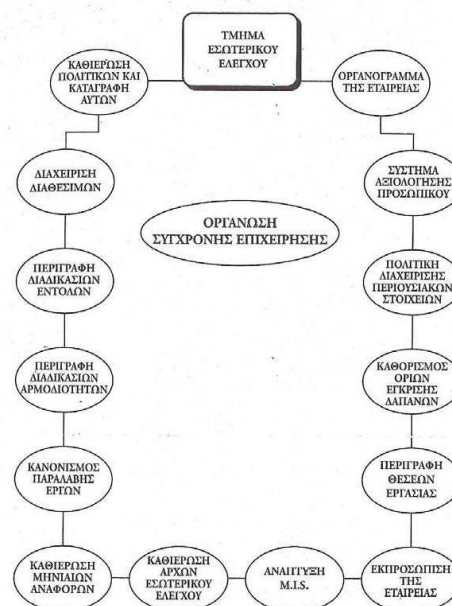 ΤΜΗΜΑ
ΕΣΩΤΕΡΙΚΟΥ
ΕΛΕΓΧΟΥ
ΚΑΘΙΕΡΩΣΗ
ΠΟΛΙΤΙΚΩΝ ΚΑΙ
ΚΑΤΑΓΡΑΦΗ
ΑΥΤΩΝ
ΟΡΓΑΝΟΓΡΑΜΜΑ
ΤΗΣ ΕΤΑΙΡΕΙΑΣ
ΔΙΑΧΕΙΡΙΣΗ
ΔΙΑΘΕΣΙΜΩΝ
ΣΥΣΤΗΜΑ
ΑΞΙΟΛΟΓΗΣΗΣ
ΠΡΟΣΩΠΙΚΟΥ
ΟΡΓΑΝΩΣΗ
ΣΥΓΧΡΟΝΗΣ ΕΠΙΧΕΙΡΗΣΗΣ
ΠΕΡΙΓΡΑΦΗ
ΔΙΑΔΙΚΑΣΙΩΝ
ΕΝΤΟΛΩΝ
ΠΟΛΙΤΙΚΗ
ΔΙΑΧΕΙΡΙΣΗΣ
ΠΕΡΙΟΥΣΙΑΚΩΝ
ΣΤΟΙΧΕΙΩΝ
ΠΕΡΙΓΡΑΦΗ
ΔΙΑΔΙΚΑΣΙΩΝ
ΑΡΜΟΔΙΟΤΗΤΩΝ
ΚΑΘΟΡΙΣΜΟΣ
ΟΡΙΩΝ
ΕΓΚΡΙΣΗΣ
ΔΑΠΑΝΩΝ
ΚΑΝΟΝΙΣΜΟΣ
ΠΑΡΑΛΑΒΗΣ
ΕΡΓΩΝ
ΠΕΡΙΓΡΑΦΗ
ΘΕΣΕΩΝ
ΕΡΓΑΣΙΑΣ
ΚΑΘΙΕΡΩΣΗ
ΜΗΝΙΑΙΩΝ
ΑΝΑΦΟΡΩΝ
ΚΑΘΙΕΡΩΣΗ
ΑΡΧΩΝ
ΕΣΩΤΕΡΙΚΟΥ
ΕΛΕΓΧΟΥ
ΑΝΑΠΤΥΞΗ
M.I.S.
ΕΚΠΡΟΣΩΠΙΣΗ
ΤΗΣ
ΕΤΑΙΡΕΙΑΣ